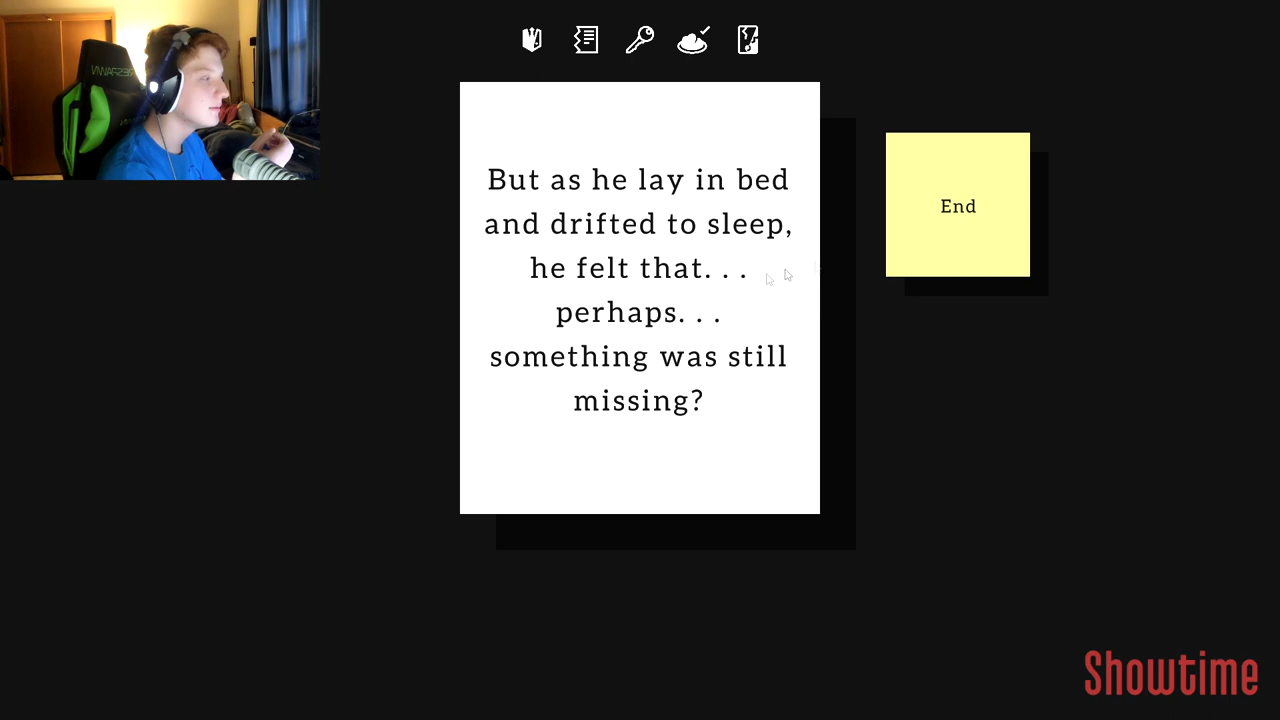 But as he lay in bed
and drifted to sleep,
he felt that. . .
perhaps. . .
something was still
missing?
End
Showtime